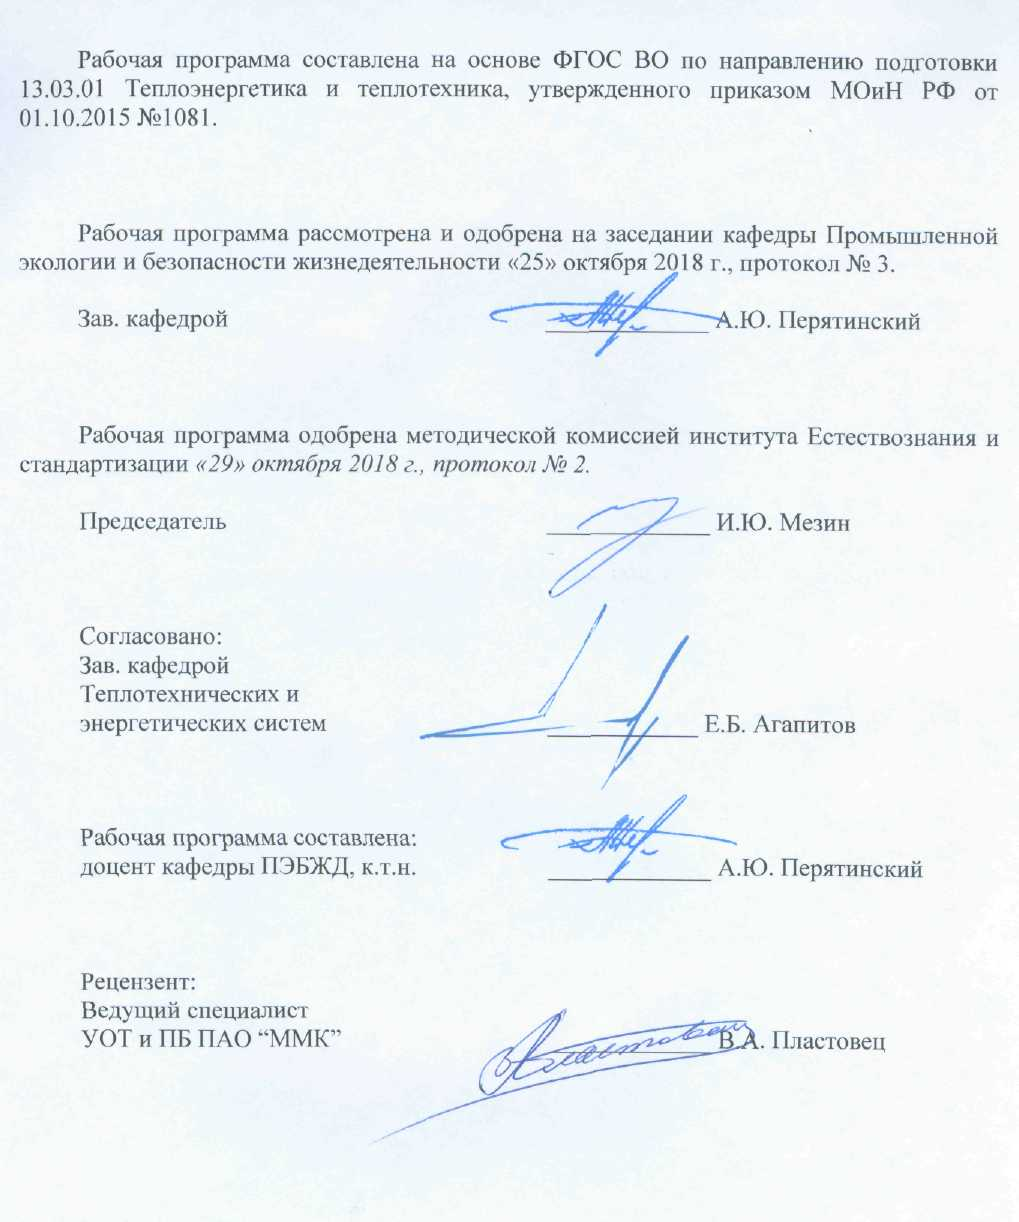 Рабочая программа составлена на основе ФГОС ВО по направлению подготовки
13.03.01 Теплоэнергетика и теплотехника, утвержденного приказом МОиН РФ от
01.10.2015 №1081.
Рабочая программа рассмотрена и одобрена на заседании кафедры Промышленной
экологии и безопасности жизнедеятельности «25» октября 2018 г., протокол № 3.
Зав. кафедрой А.Ю. Перятинский
Рабочая программа одобрена методической комиссией института Естествознания и
стандартизации «29» октября 2018 г., протокол № 2.
Председатель И.Ю. Мезин
Согласовано:
Зав. кафедрой
Теплотехнических и
энергетических систем Е.Б. Агапитов
Рабочая программа составлена:
доцент кафедры ПЭБЖД, к.т.н. А.Ю. Перятинский
Рецензент:
Ведущий специалист
УОТ и ПБ ПАО “ММК” В.А. Пластовец